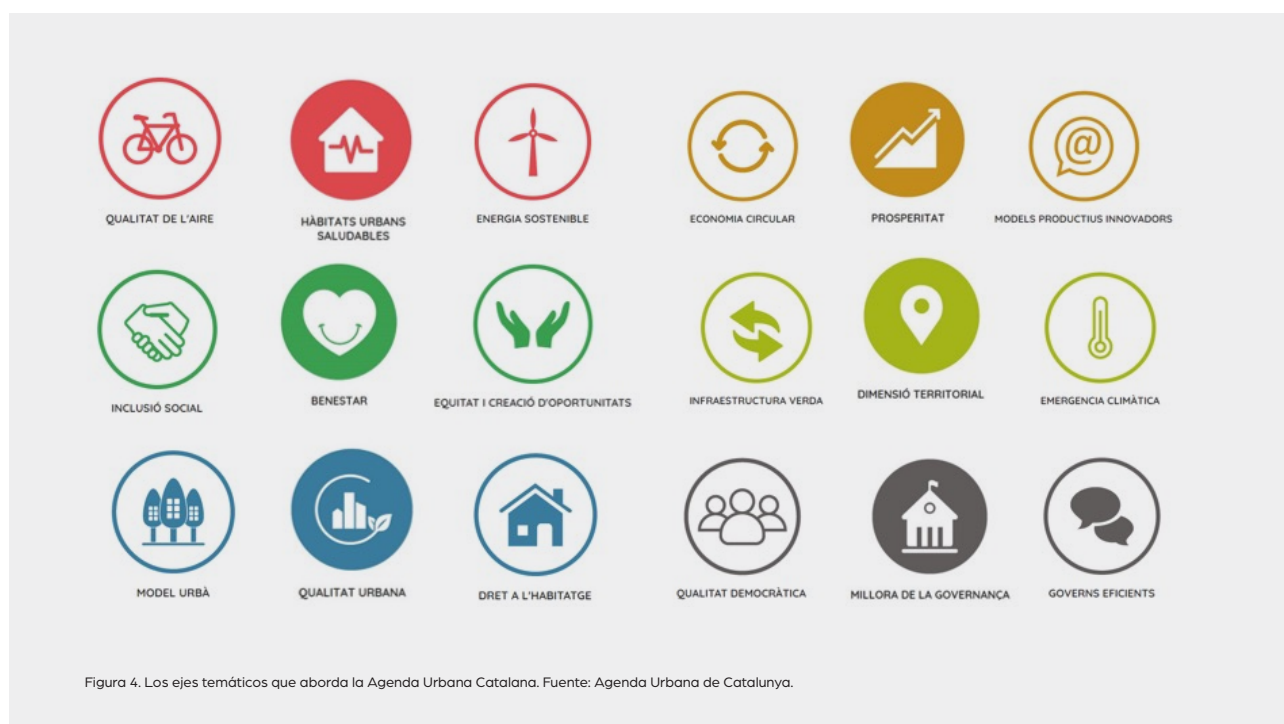 QUALITAT DE L'AIRE
HÀBITATS URBANS
SALUDABLES
ENERGIA SOSTENIBLE
ECONOMIA CIRCULAR
PROSPERITAT
@
MODELS PRODUCTIUS INNOVADORS
INCLUSIÓ SOCIAL
BENESTAR
EQUITAT I CREACIÓ D'OPORTUNITATS
INFRAESTRUCTURA VERDA
DIMENSIÓ TERRITORIAL
EMERGENCIA CLIMÀTICA
MODEL URBÀ
QUALITAT URBANA
DRET A L'HABITATGE
QUALITAT DEMOCRÀTICA
MILLORA DE LA GOVERNANÇA
GOVERNS EFICIENTS
Figura 4. Los ejes temáticos que aborda la Agenda Urbana Catalana. Fuente: Agenda Urbana de Catalunya.